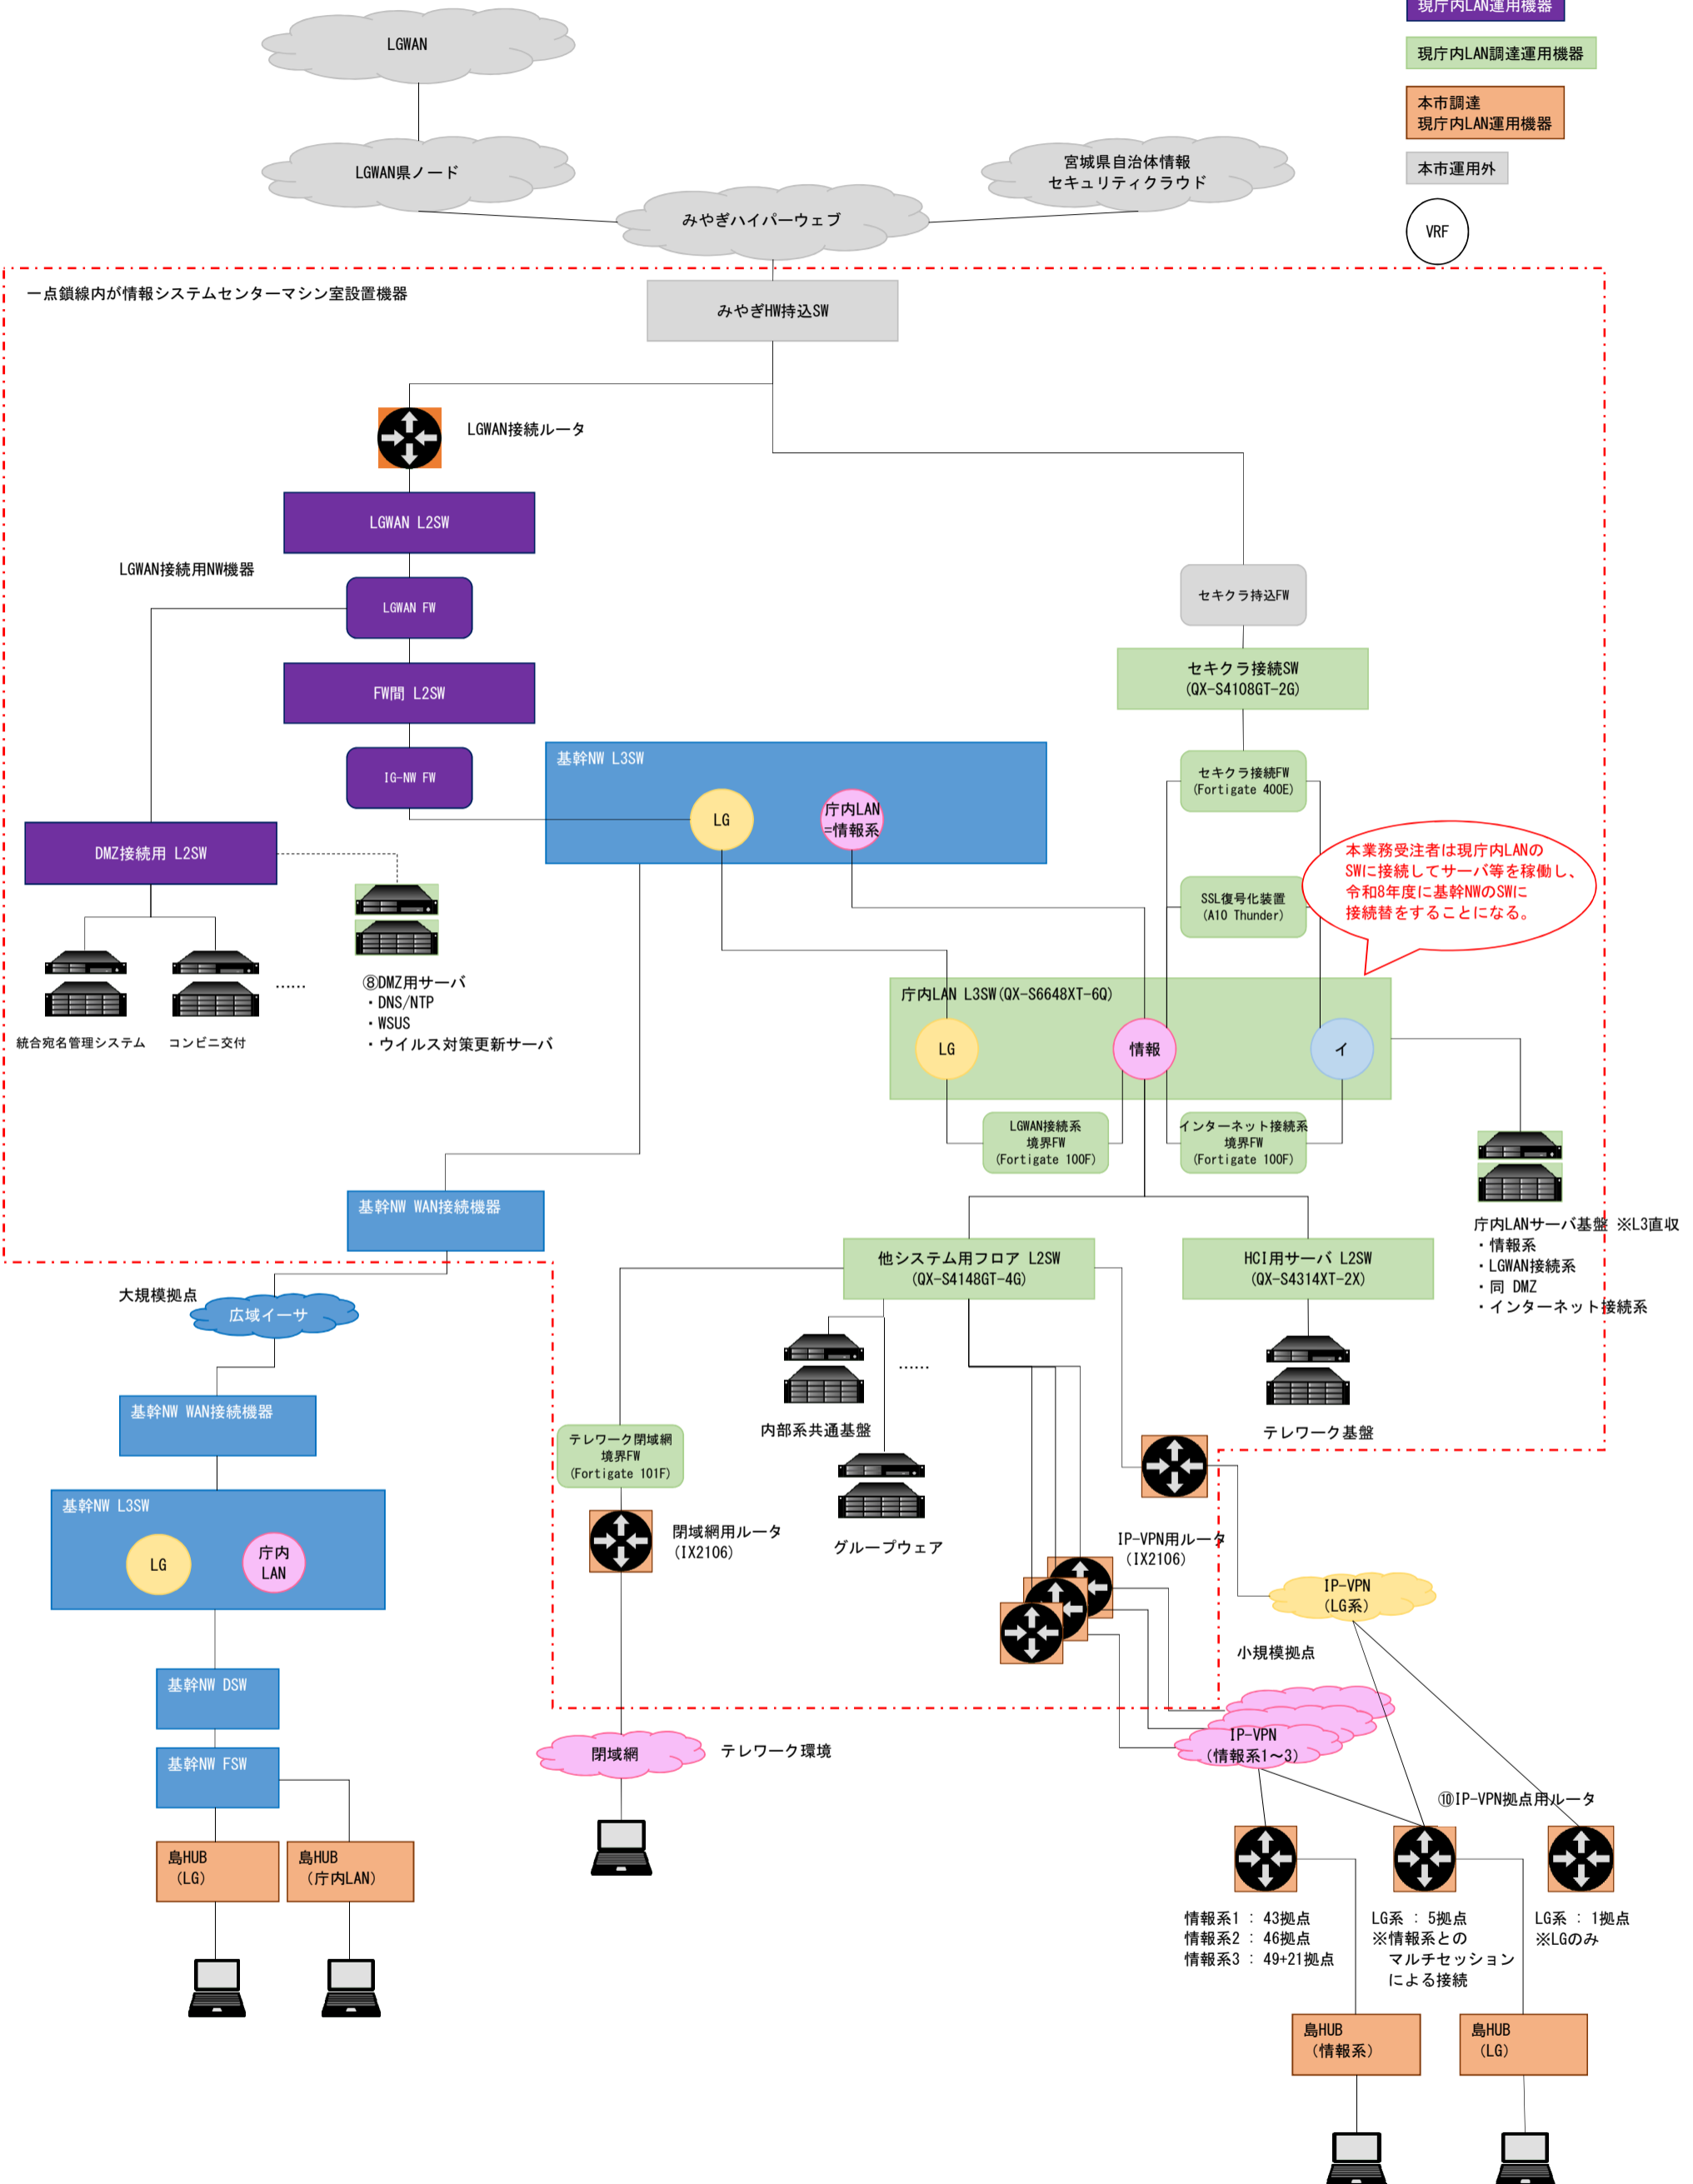 現庁内LAN運用機器
LGWAN
現庁内LAN調達運用機器
本市調達
現庁内LAN運用機器
LGWAN県ノード
宮城県自治体情報
セキュリティクラウド
本市運用外
みやぎハイパーウェブ
VRF
一点鎖線内が情報システムセンターマシン室設置機器
みやぎHW持込SW
LGWAN接続ルータ
LGWAN L2SW
LGWAN接続用NW機器
LGWAN FW
セキクラ持込FW
FW間 L2SW
セキクラ接続SW
(QX-S4108GT-2G)
IG-NW FW
基幹NW L3SW
LG
庁内LAN
=情報系
セキクラ接続FW
(Fortigate 400E)
DMZ接続用 L2SW
SSL復号化装置
(A10 Thunder)
本業務受注者は現庁内LANの
SWに接続してサーバ等を稼働し、
令和8年度に基幹NWのSWに
接続替をすることになる。
……
⑧DMZ用サーバ
・DNS/NTP
・WSUS
・ウイルス対策更新サーバ
統合宛名管理システム
コンビニ交付
庁内LAN L3SW(QX-S6648XT-6Q)
LG
情報
イ
LGWAN接続系
境界FW
(Fortigate 100F)
インターネット接続系
境界FW
(Fortigate 100F)
基幹NW WAN接続機器
庁内LANサーバ基盤 ※L3直収
・情報系
・LGWAN接続系
・同 DMZ
・インターネット接続系
他システム用フロア L2SW
(QX-S4148GT-4G)
HCI用サーバ L2SW
(QX-S4314XT-2X)
大規模拠点
広域イーサ
……
基幹NW WAN接続機器
内部系共通基盤
テレワーク基盤
テレワーク閉域網
境界FW
(Fortigate 101F)
基幹NW L3SW
LG
庁内
LAN
閉域網用ルータ
(IX2106)
グループウェア
IP-VPN用ルータ
(IX2106)
IP-VPN
(LG系)
小規模拠点
基幹NW DSW
IP-VPN
(情報系1~3)
閉域網
テレワーク環境
基幹NW FSW
⑩IP-VPN拠点用ルータ
島HUB
(LG)
島HUB
(庁内LAN)
情報系1 : 43拠点
情報系2 : 46拠点
情報系3 : 49+21拠点
LG系 : 5拠点
※情報系との
マルチセッション
による接続
LG系 : 1拠点
※LGのみ
島HUB
(情報系)
島HUB
(LG)